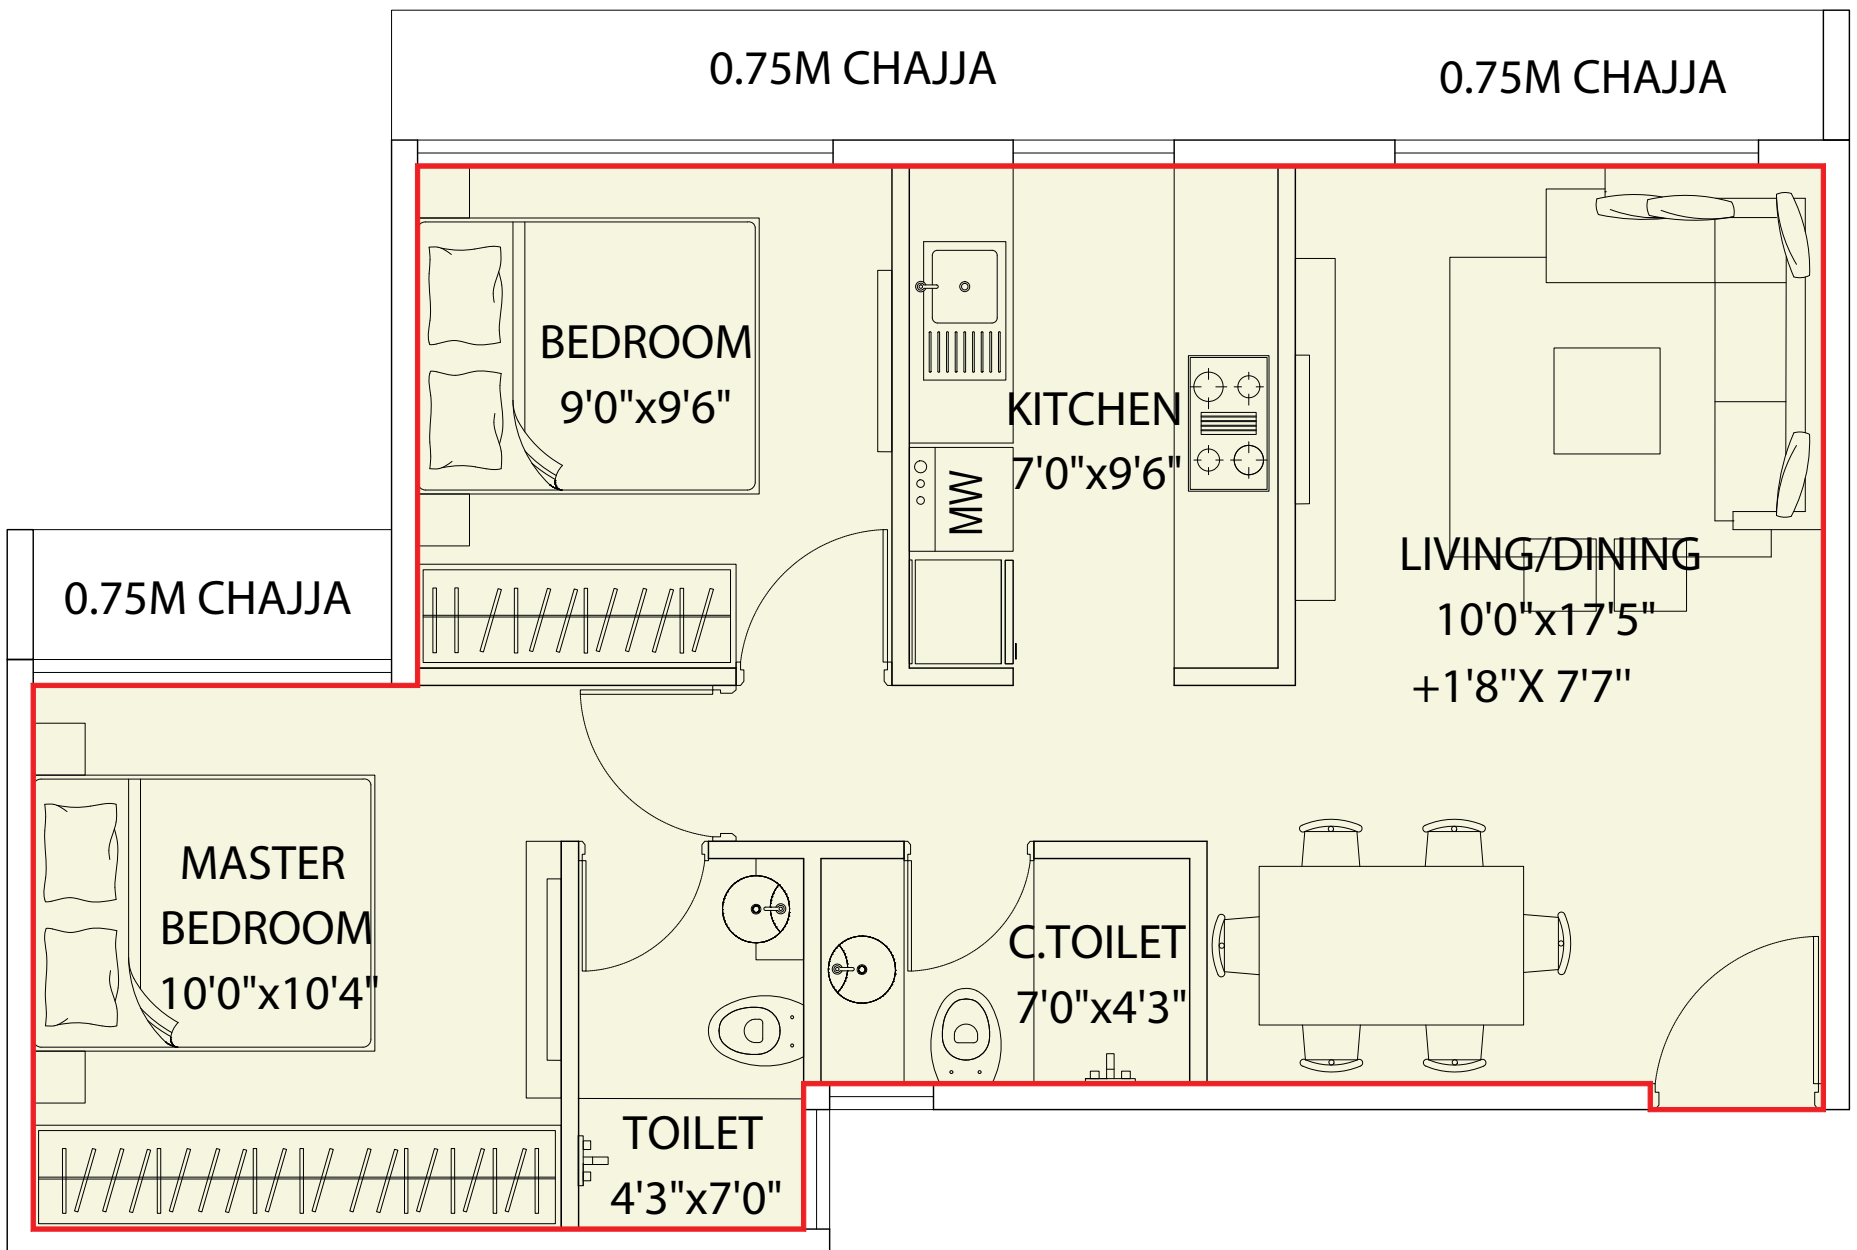 0.75M CHAJJA
0.75M CHAJJA
BEDROOM
9'0"x9'6"
KITCHEN
7'0"x9'6"
MW
LIVING/DINING
10'0"x17'5"
+1'8''X 7'7''
0.75M CHAJJA
MASTER
BEDROOM
10'0"x10'4"
C.TOILET
7'0"x4'3"
TOILET
4'3"x7'0"